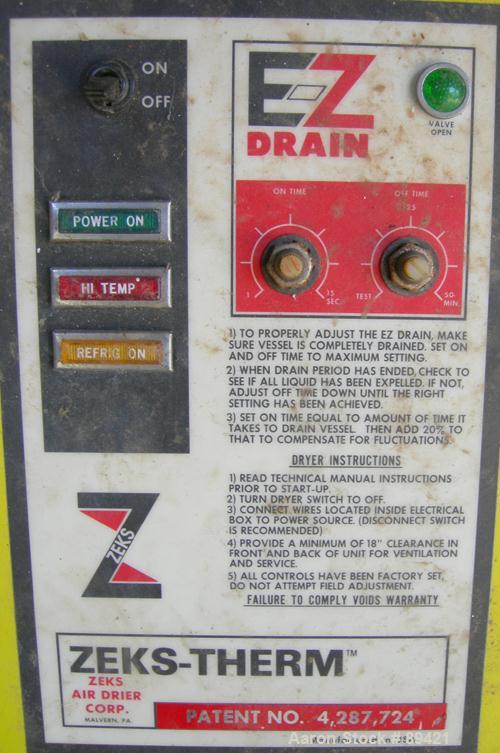 ON
OFF
POWER ON
HI TEMP
REFRIG ON
EZ
DRAIN
VALVE
OPEN
ON TIME
1
15
SEC.
OFF TIME
25
TEST
50
MIN.
1) TO PROPERLY ADJUST THE EZ DRAIN, MAKE
SURE VESSEL IS COMPLETELY DRAINED. SET ON
AND OFF TIME TO MAXIMUM SETTING.
2) WHEN DRAIN PERIOD HAS ENDED, CHECK TO
SEE IF ALL LIQUID HAS BEEN EXPELLED. IF NOT,
ADJUST OFF TIME DOWN UNTIL THE RIGHT
SETTING HAS BEEN ACHIEVED.
3) SET ON TIME EQUAL TO AMOUNT OF TIME IT
TAKES TO DRAIN VESSEL. THEN ADD 20% TO
THAT TO COMPENSATE FOR FLUCTUATIONS.
DRYER INSTRUCTIONS
1) READ TECHNICAL MANUAL INSTRUCTIONS
PRIOR TO START-UP.
2) TURN DRYER SWITCH TO OFF.
3) CONNECT WIRES LOCATED INSIDE ELECTRICAL
BOX TO POWER SOURCE. (DISCONNECT SWITCH
IS RECOMMENDED)
4) PROVIDE A MINIMUM OF 18" CLEARANCE IN
FRONT AND BACK OF UNIT FOR VENTILATION
AND SERVICE.
5) ALL CONTROLS HAVE BEEN FACTORY SET,
DO NOT ATTEMPT FIELD ADJUSTMENT.
FAILURE TO COMPLY VOIDS WARRANTY
ZEKS
ZEKS-THERM™
ZEKS
AIR DRIER
CORP.
MALVERN, PA.
PATENT NO. 4,287,724
Aaron Stock #